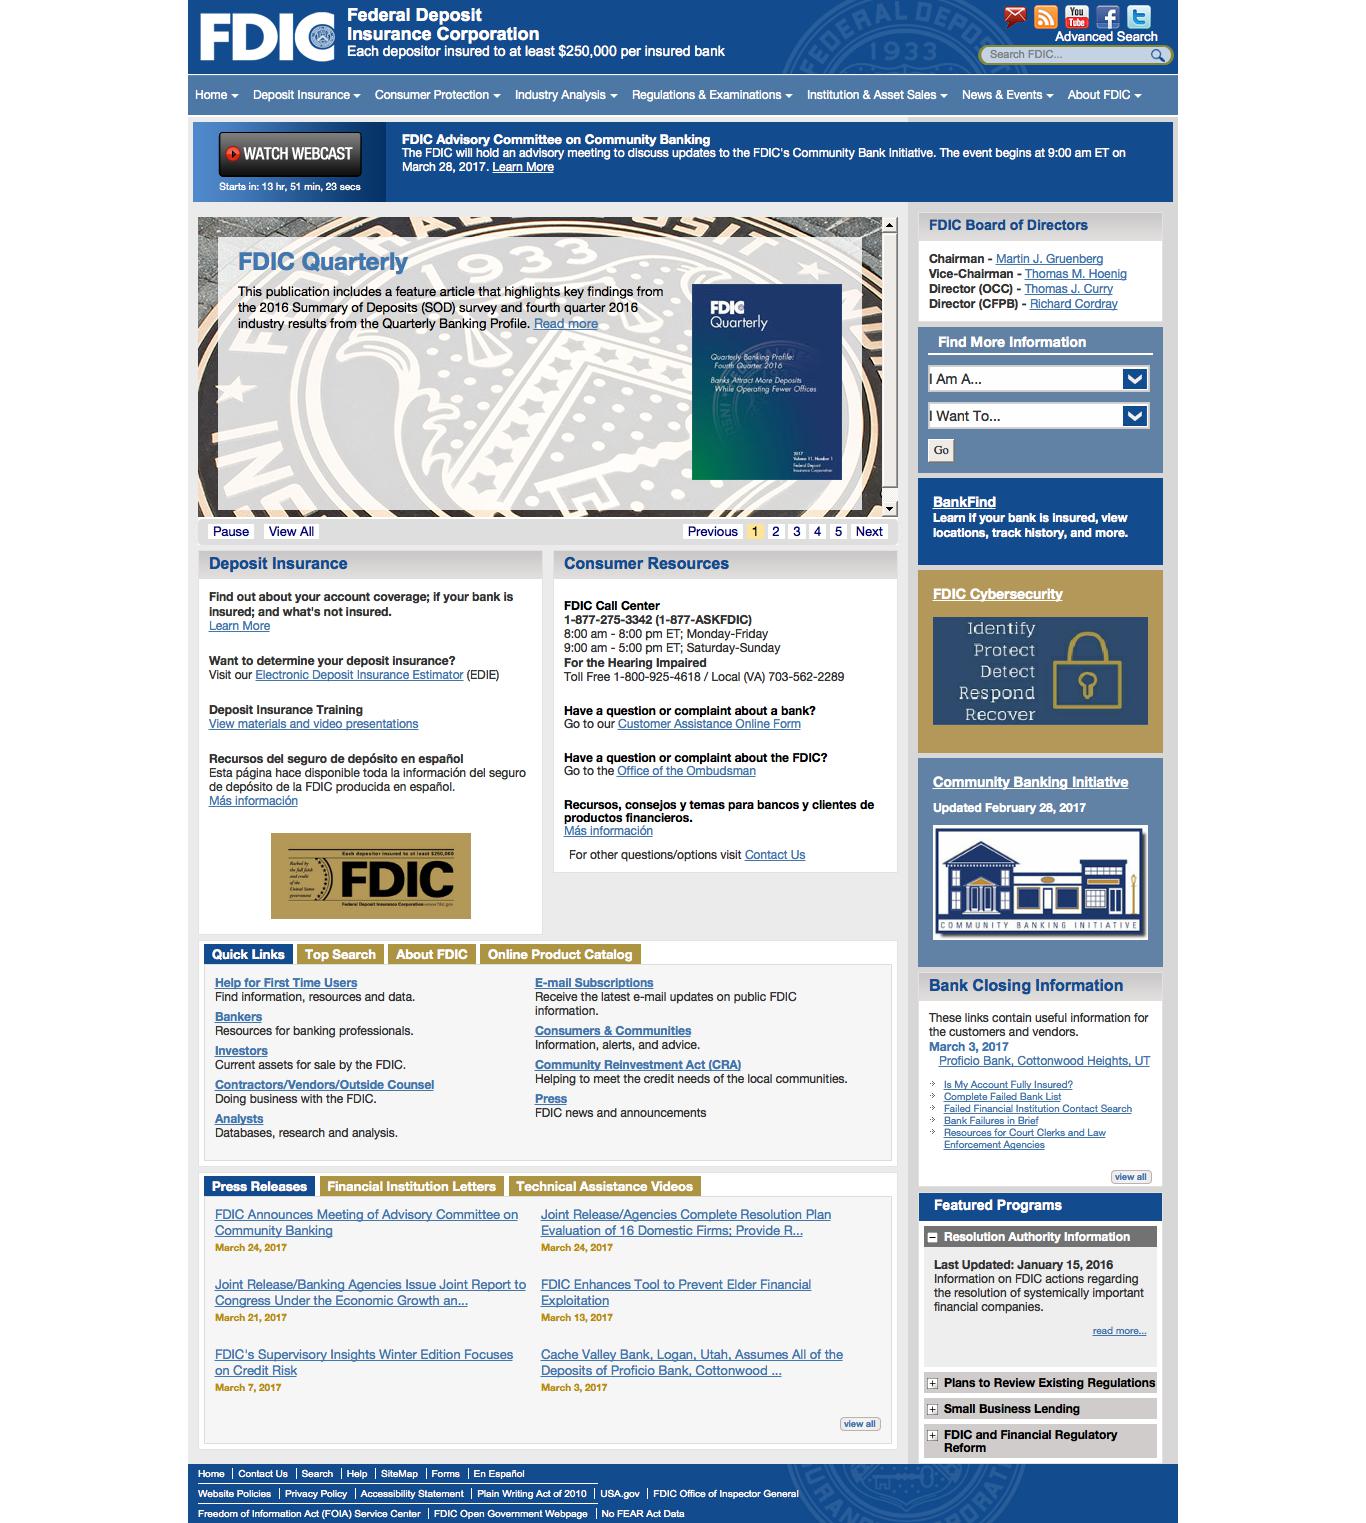 FDIC
Federal Deposit
Insurance Corporation
Each depositor insured to at least $250,000 per insured bank
You
Tube
Advanced Search
Search FDIC...
Home
Deposit Insurance
Consumer Protection
Industry Analysis
Regulations & Examinations
Institution & Asset Sales
News & Events
About FDIC
WATCH WEBCAST
Starts in: 13 hr, 51 min, 23 secs
FDIC Advisory Committee on Community Banking
The FDIC will hold an advisory meeting to discuss updates to the FDIC's Community Bank Initiative. The event begins at 9:00 am ET on
March 28, 2017. Learn More
FDIC Quarterly
This publication includes a feature article that highlights key findings from
the 2016 Summary of Deposits (SOD) survey and fourth quarter 2016
industry results from the Quarterly Banking Profile. Read more
FDIC
Quarterly
Quarterly Banking Profile:
Fourth Quarter 2016
Banks Attract More Deposits
While Operating Fewer Offices
2017
Volume 11, Number 1
Federal Deposit
Insurance Corporation
Pause
View All
Previous 1 2 3 4 5 Next
Deposit Insurance
Find out about your account coverage; if your bank is
insured; and what's not insured.
Learn More
Want to determine your deposit insurance?
Visit our Electronic Deposit Insurance Estimator (EDIE)
Deposit Insurance Training
View materials and video presentations
Recursos del seguro de depósito en español
Esta página hace disponible toda la información del seguro
de depósito de la FDIC producida en español.
Más información
Each depositor insured to at least $250,000
Backed by
the full faith
and credit
of the
United States
government
FDIC
Federal Deposit Insurance Corporation • www.fdic.gov
Consumer Resources
FDIC Call Center
1-877-275-3342 (1-877-ASKFDIC)
8:00 am - 8:00 pm ET; Monday-Friday
9:00 am - 5:00 pm ET; Saturday-Sunday
For the Hearing Impaired
Toll Free 1-800-925-4618 / Local (VA) 703-562-2289
Have a question or complaint about a bank?
Go to our Customer Assistance Online Form
Have a question or complaint about the FDIC?
Go to the Office of the Ombudsman
Recursos, consejos y temas para bancos y clientes de
productos financieros.
Más información
For other questions/options visit Contact Us
Quick Links
Top Search
About FDIC
Online Product Catalog
Help for First Time Users
Find information, resources and data.
Bankers
Resources for banking professionals.
Investors
Current assets for sale by the FDIC.
Contractors/Vendors/Outside Counsel
Doing business with the FDIC.
Analysts
Databases, research and analysis.
E-mail Subscriptions
Receive the latest e-mail updates on public FDIC
information.
Consumers & Communities
Information, alerts, and advice.
Community Reinvestment Act (CRA)
Helping to meet the credit needs of the local communities.
Press
FDIC news and announcements
Press Releases
Financial Institution Letters
Technical Assistance Videos
FDIC Announces Meeting of Advisory Committee on
Community Banking
March 24, 2017
Joint Release/Banking Agencies Issue Joint Report to
Congress Under the Economic Growth an...
March 21, 2017
FDIC's Supervisory Insights Winter Edition Focuses
on Credit Risk
March 7, 2017
Joint Release/Agencies Complete Resolution Plan
Evaluation of 16 Domestic Firms; Provide R...
March 24, 2017
FDIC Enhances Tool to Prevent Elder Financial
Exploitation
March 13, 2017
Cache Valley Bank, Logan, Utah, Assumes All of the
Deposits of Proficio Bank, Cottonwood ...
March 3, 2017
view all
FDIC Board of Directors
Chairman - Martin J. Gruenberg
Vice-Chairman - Thomas M. Hoenig
Director (OCC) - Thomas J. Curry
Director (CFPB) - Richard Cordray
Find More Information
I Am A...
I Want To...
Go
BankFind
Learn if your bank is insured, view
locations, track history, and more.
FDIC Cybersecurity
Identify
Protect
Detect
Respond
Recover
Community Banking Initiative
Updated February 28, 2017
COMMUNITY BANKING INITIATIVE
Bank Closing Information
These links contain useful information for
the customers and vendors.
March 3, 2017
Proficio Bank, Cottonwood Heights, UT
Is My Account Fully Insured?
Complete Failed Bank List
Failed Financial Institution Contact Search
Bank Failures in Brief
Resources for Court Clerks and Law
Enforcement Agencies
view all
Featured Programs
Resolution Authority Information
Last Updated: January 15, 2016
Information on FDIC actions regarding
the resolution of systemically important
financial companies.
read more...
Plans to Review Existing Regulations
Small Business Lending
FDIC and Financial Regulatory
Reform
Home | Contact Us | Search | Help | SiteMap | Forms | En Español
Website Policies | Privacy Policy | Accessibility Statement | Plain Writing Act of 2010 | USA.gov | FDIC Office of Inspector General
Freedom of Information Act (FOIA) Service Center | FDIC Open Government Webpage | No FEAR Act Data